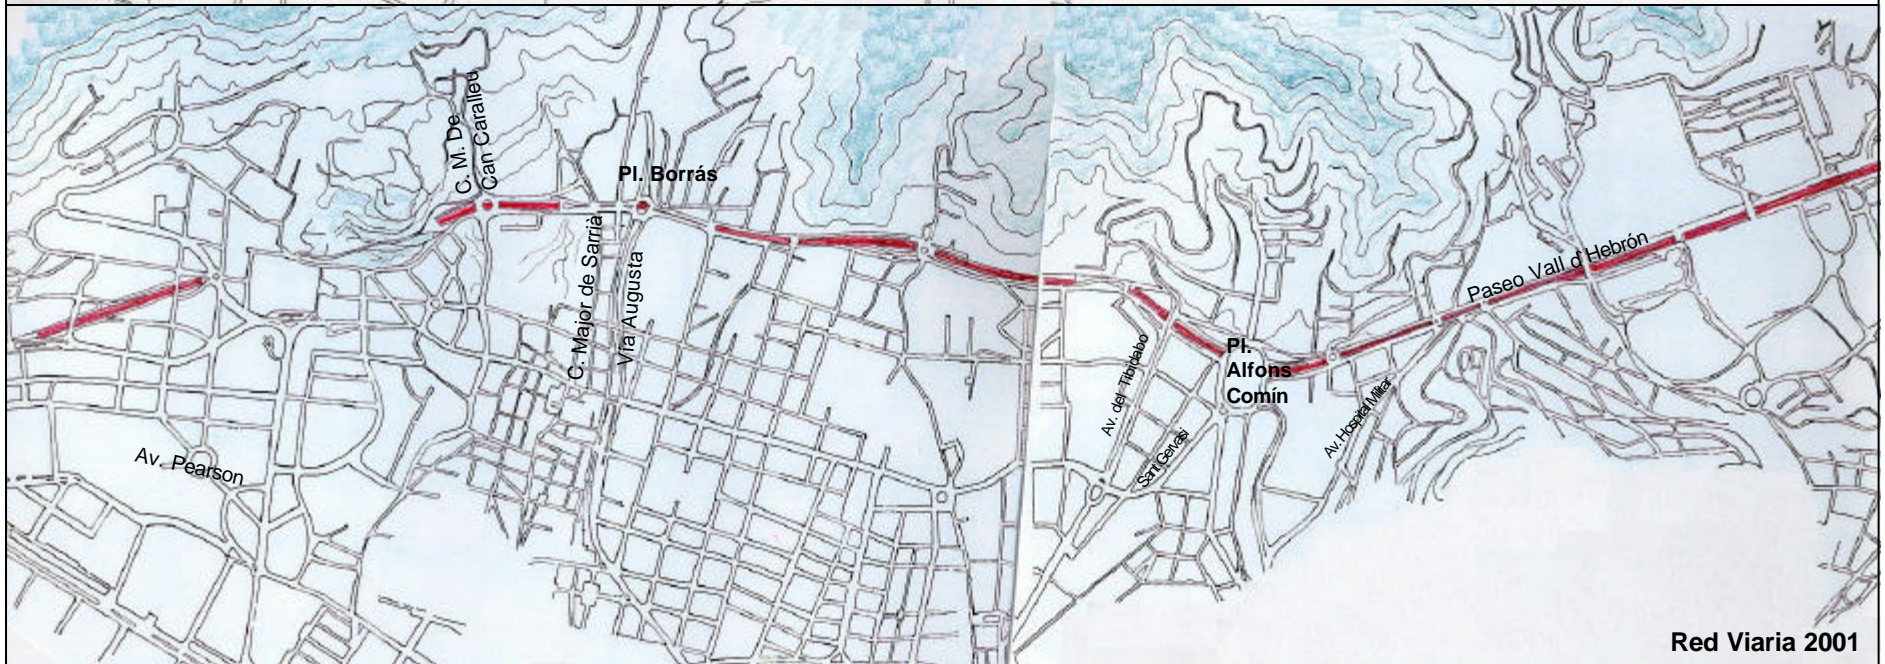 C. M. De
Can Caralleu
Pl. Borrás
C. Major de Sarrià
Vía Augusta
Av. Pearson
Av. del Tibidabo
Sant Gervasi
Pl.
Alfons
Comín
Av. Hospital Militar
Paseo Vall d'Hebrón
Red Viaria 2001